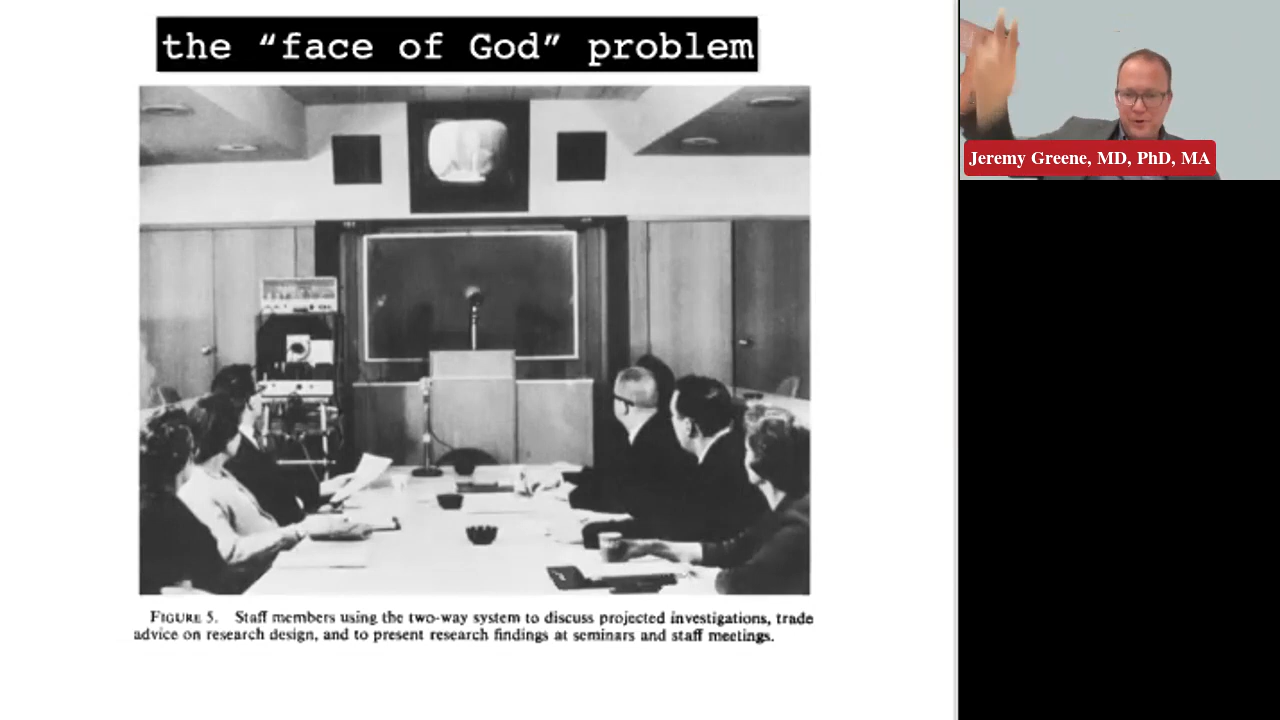 the “face of God” problem
Jeremy Greene, MD, PhD, MA
FIGURE 5. Staff members using the two-way system to discuss projected investigations, trade
advice on research design, and to present research findings at seminars and staff meetings.